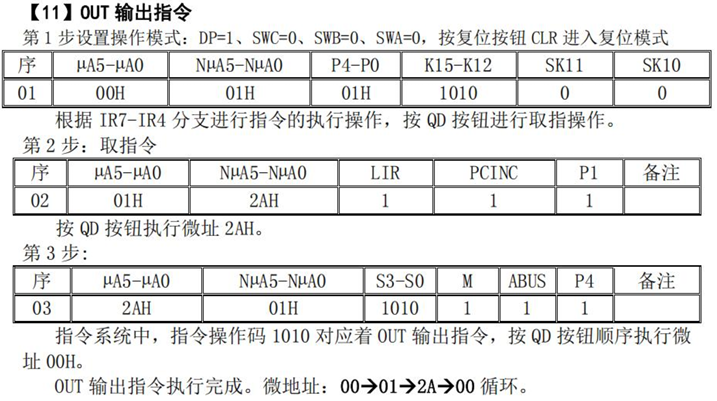 【11】OUT 输出指令
第 1 步设置操作模式：DP=1、SWC=0、SWB=0、SWA=0，按复位按钮 CLR 进入复位模式
序 μA5-μA0 NμA5-NμA0 P4-P0 K15-K12 SK11 SK10
01 00H 01H 01H 1010 0 0
根据 IR7-IR4 分支进行指令的执行操作，按 QD 按钮进行取指操作。
第 2 步：取指令
序 μA5-μA0 NμA5-NμA0 LIR PCINC P1 备注
02 01H 2AH 1 1 1
按 QD 按钮执行微址 2AH。
第 3 步:
序 μA5-μA0 NμA5-NμA0 S3-S0 M ABUS P4 备注
03 2AH 01H 1010 1 1 1
指令系统中，指令操作码 1010 对应着 OUT 输出指令，按 QD 按钮顺序执行微
址 00H。
OUT 输出指令执行完成。微地址：00→01→2A→00 循环。